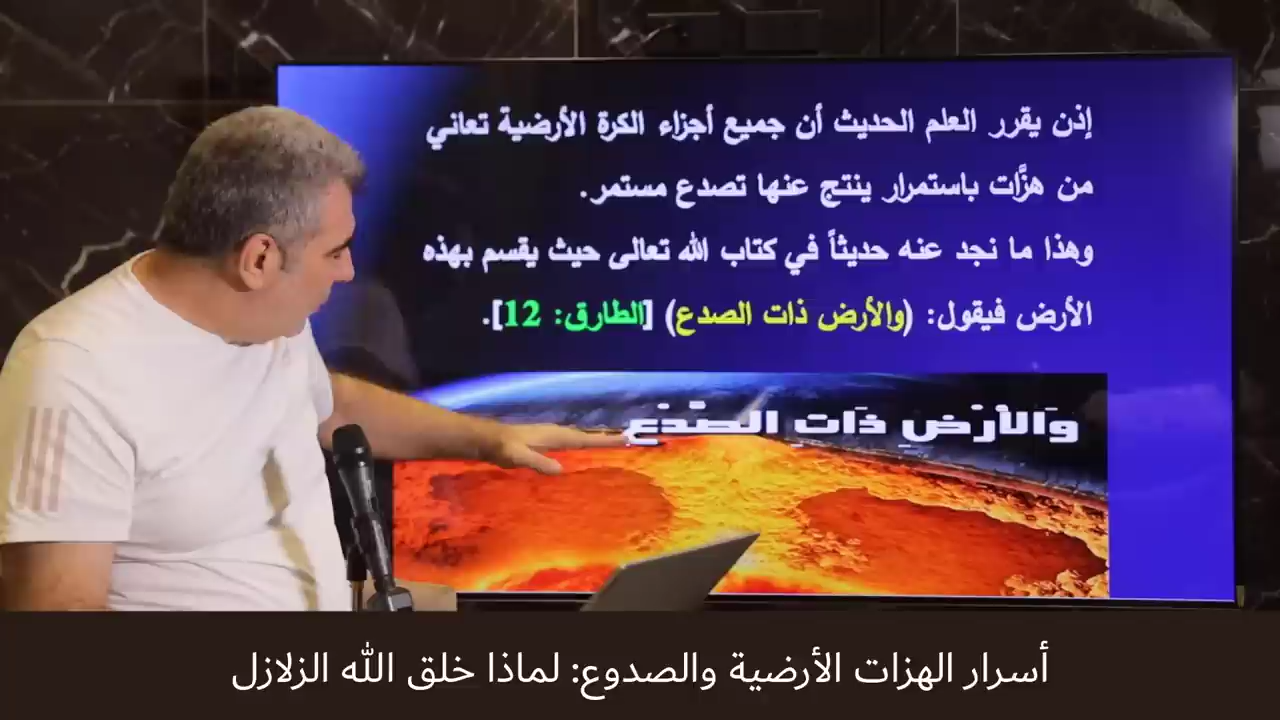 إذن يقرر العلم الحديث أن جميع أجزاء الكرة الأرضية تعاني
من هزَّات باستمرار ينتج عنها تصدع مستمر.
وهذا ما نجد عنه حديثاً في كتاب الله تعالى حيث يقسم بهذه
الأرض فيقول: (والأرض ذات الصدع) [الطارق: 12].
وَالأَرْضِ ذَاتِ الصَّدْعِ
أسرار الهزات الأرضية والصدوع: لماذا خلق الله الزلازل